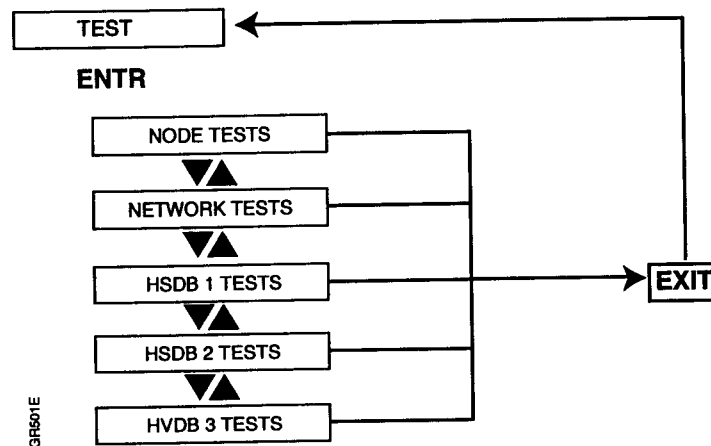 TEST
ENTR
NODE TESTS
NETWORK TESTS
HSDB 1 TESTS
EXIT
HSDB 2 TESTS
HVDB 3 TESTS
GR501E